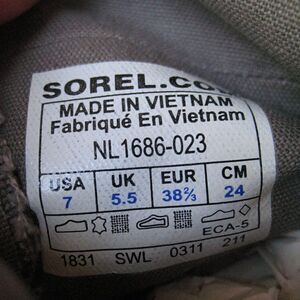 SOREL.CO
MADE IN VIETNAM
Fabriqué En Vietnam
NL1686-023
USA UK EUR CM
7 5.5 38⅔ 24
ECA-5
1831 SWL 0311 211